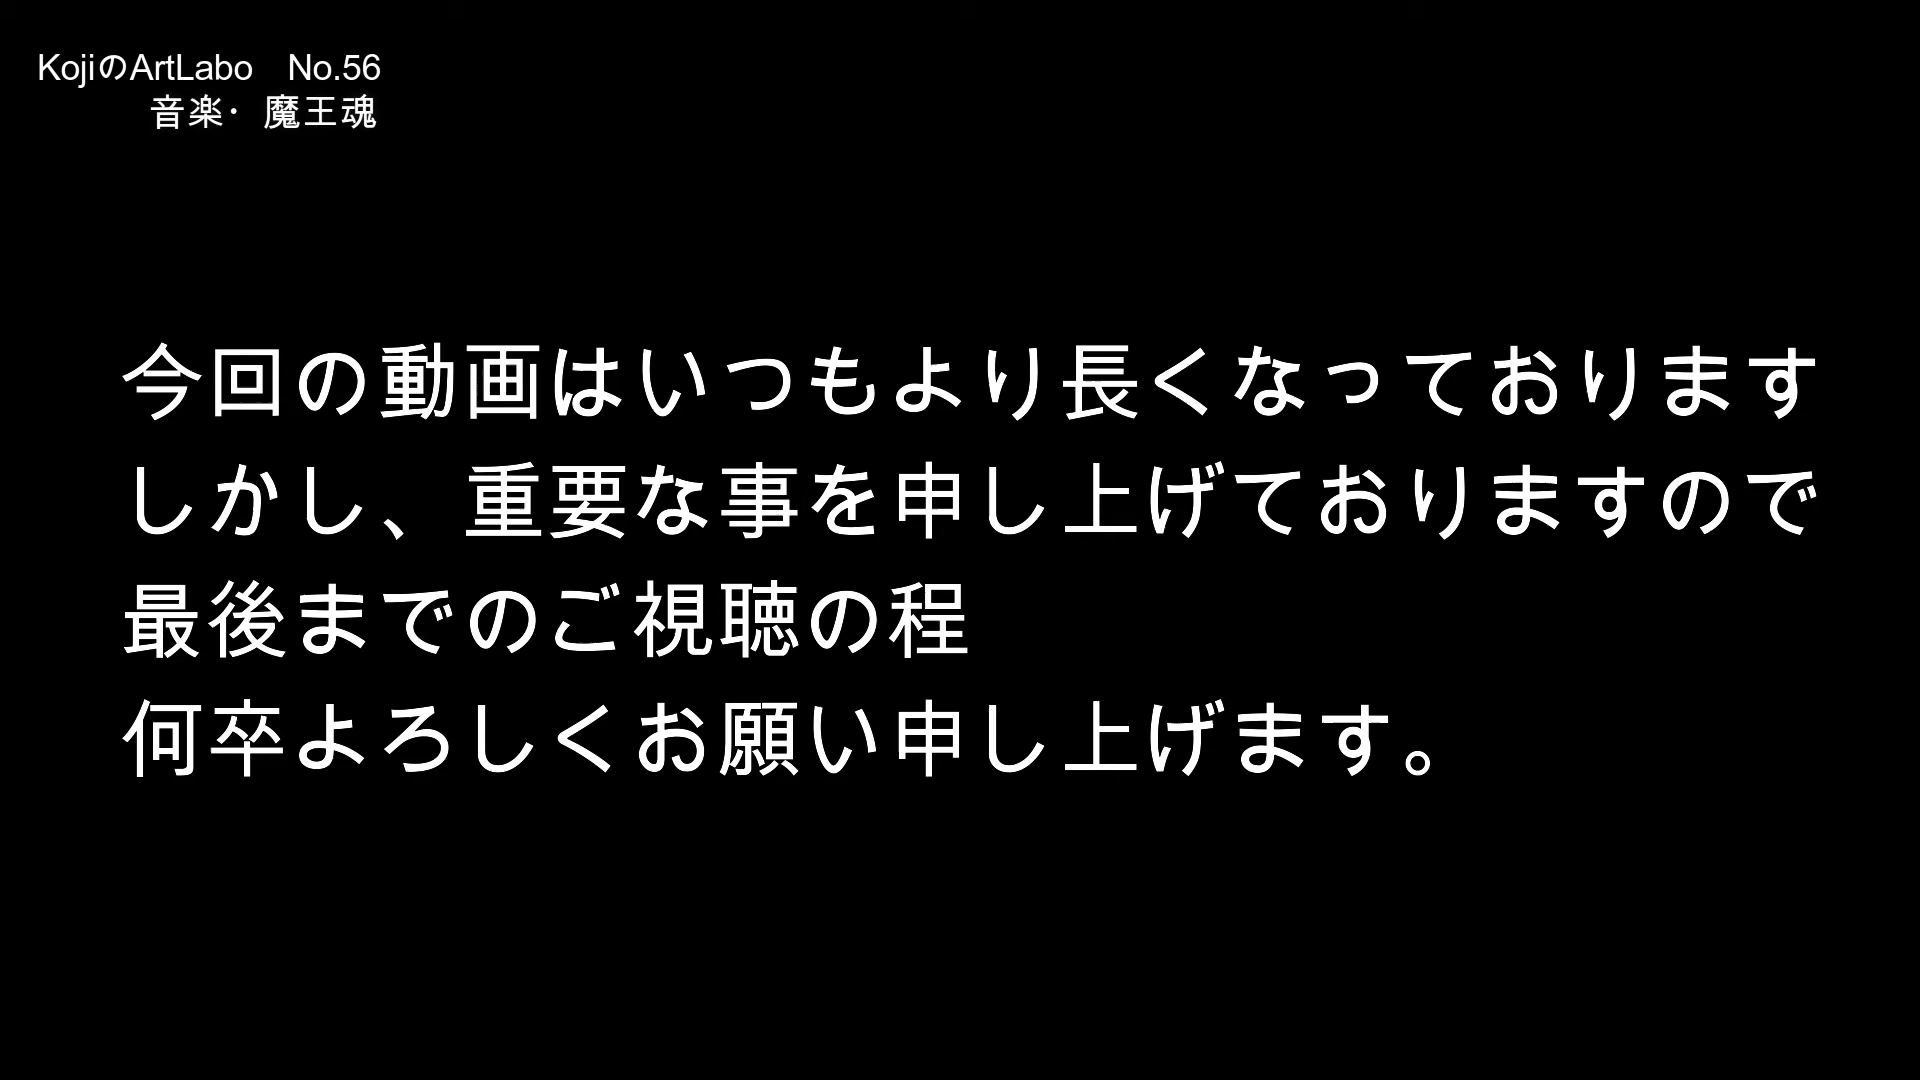 KojiのArtLabo　No.56
音楽・魔王魂
今回の動画はいつもより長くなっております
しかし、重要な事を申し上げておりますので
最後までのご視聴の程
何卒よろしくお願い申し上げます。